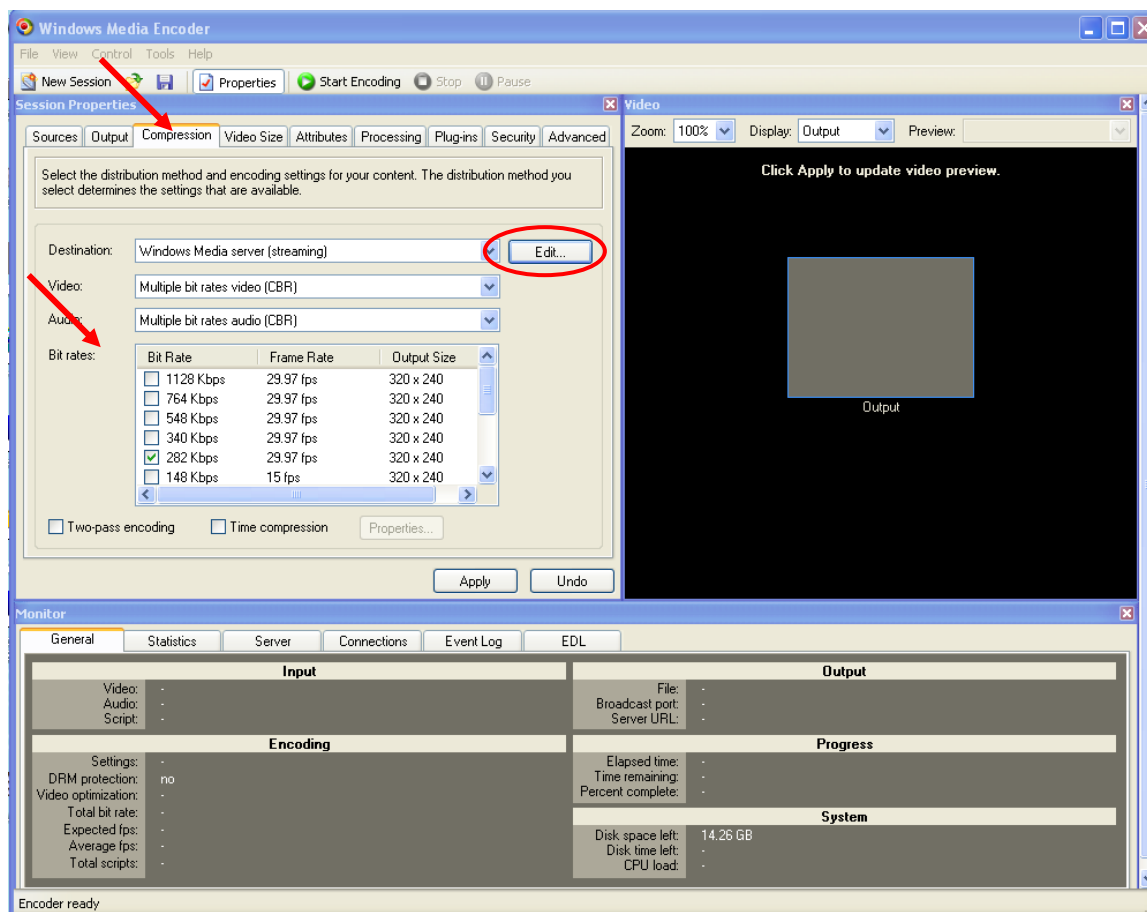 Windows Media Encoder
File View Control Tools Help
New Session Properties Start Encoding Stop Pause
Session Properties
Sources Output Compression Video Size Attributes Processing Plug-ins Security Advanced
Select the distribution method and encoding settings for your content. The distribution method you
select determines the settings that are available.
Destination: Windows Media server (streaming) Edit...
Video: Multiple bit rates video (CBR)
Audio: Multiple bit rates audio (CBR)
Bit rates: Bit Rate Frame Rate Output Size
1128 Kbps 29.97 fps 320 x 240
764 Kbps 29.97 fps 320 x 240
548 Kbps 29.97 fps 320 x 240
340 Kbps 29.97 fps 320 x 240
282 Kbps 29.97 fps 320 x 240
148 Kbps 15 fps 320 x 240
Two-pass encoding Time compression Properties...
Apply Undo
Video
Zoom: 100% Display: Output Preview:
Click Apply to update video preview.
Output
Monitor
General Statistics Server Connections Event Log EDL
Input
Video: -
Audio: -
Script: -
Encoding
Settings: -
DRM protection: no
Video optimization: -
Total bit rate: -
Expected fps: -
Average fps: -
Total scripts: -
Output
File: -
Broadcast port: -
Server URL: -
Progress
Elapsed time: -
Time remaining: -
Percent complete: -
System
Disk space left: 14.26 GB
Disk time left: -
CPU load: -
Encoder ready